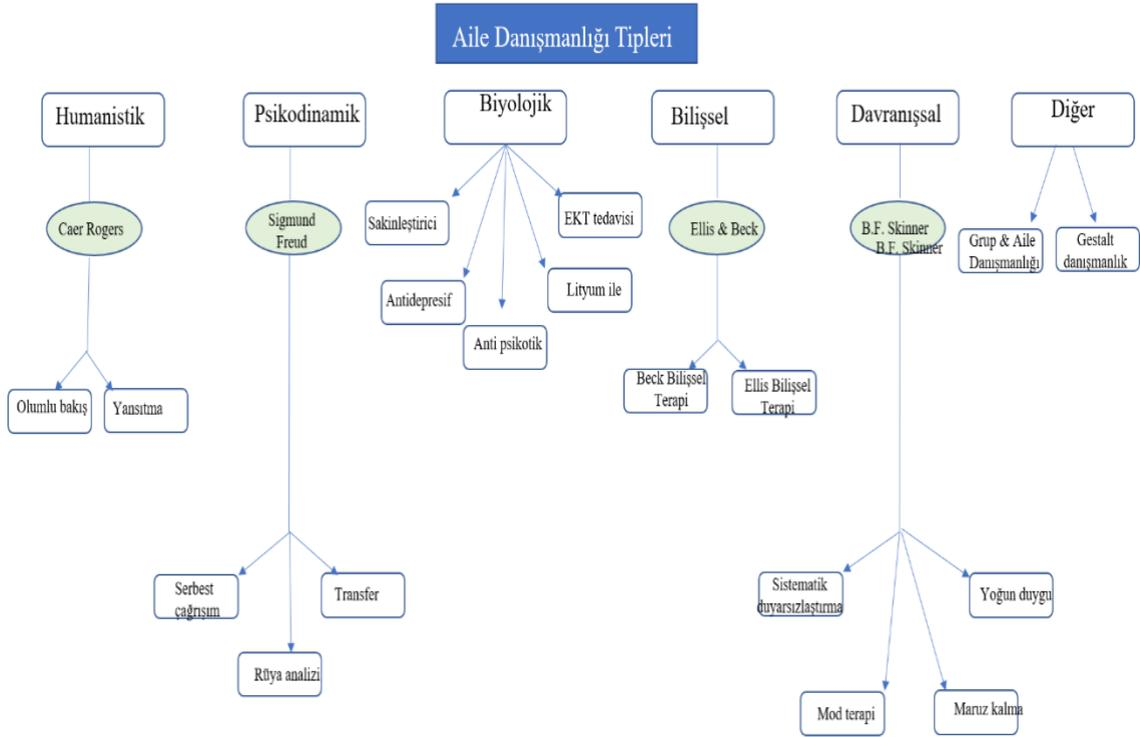 Aile Danışmanlığı Tipleri
Humanistik
Psikodinamik
Biyolojik
Bilişsel
Davranışsal
Diğer
Caer Rogers
Sigmund
Freud
Sakinleştirici
EKT tedavisi
Antidepresif
Lityum ile
Anti psikotik
Ellis & Beck
B.F. Skinner
B.F. Skinner
Grup & Aile
Danışmanlığı
Gestalt
danışmanlık
Olumlu bakış
Yansıtma
Beck Bilişsel
Terapi
Ellis Bilişsel
Terapi
Serbest
çağrışım
Transfer
Rüya analizi
Sistematik
duyarsızlaştırma
Yoğun duygu
Mod terapi
Maruz kalma